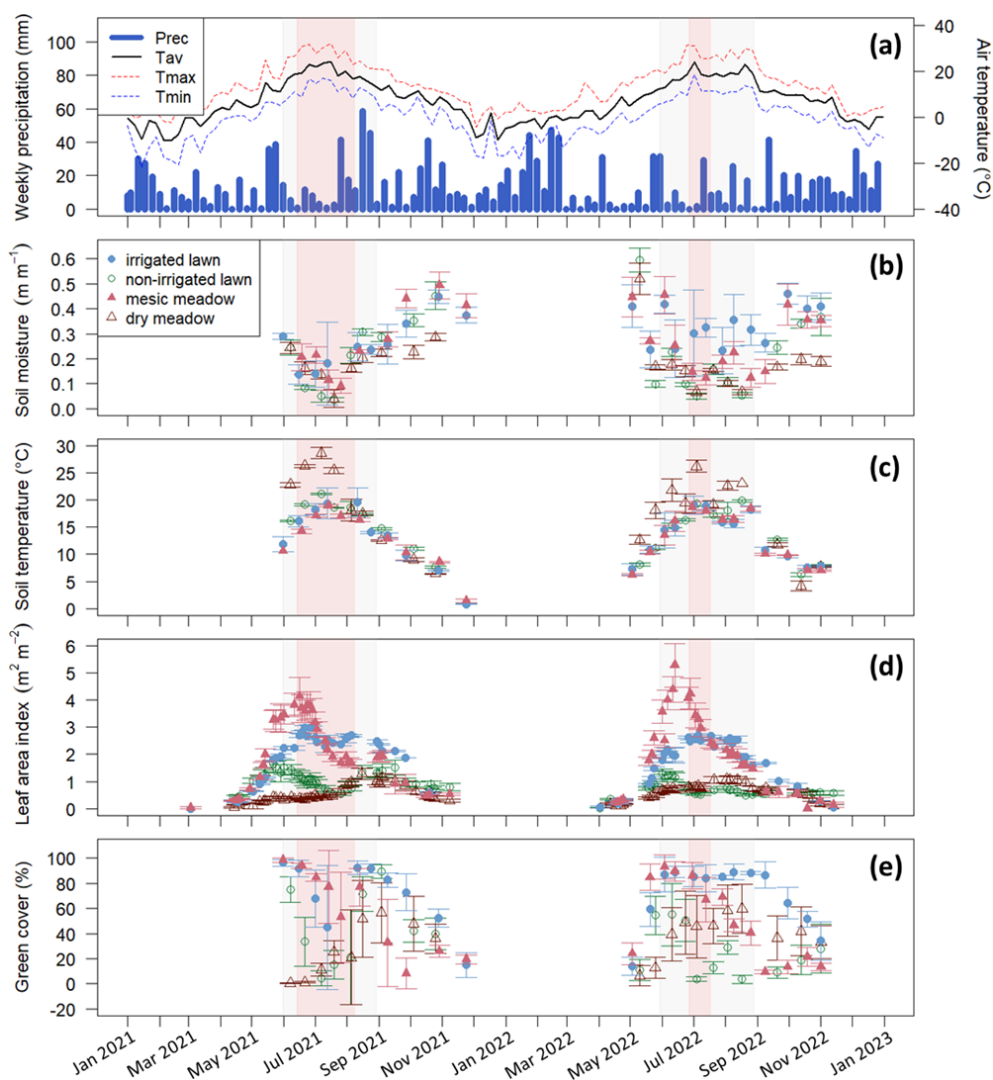 (a)
Weekly precipitation (mm)
100
80
60
40
20
0
Prec
Tav
Tmax
Tmin
40
20
0
-20
-40
Air temperature (°C)
(b)
Soil moisture (m m⁻¹)
0.6
0.5
0.4
0.3
0.2
0.1
0.0
irrigated lawn
non-irrigated lawn
mesic meadow
dry meadow
(c)
Soil temperature (°C)
30
25
20
15
10
5
0
(d)
Leaf area index (m² m⁻²)
6
5
4
3
2
1
0
(e)
Green cover (%)
100
80
60
40
20
0
-20
Jan 2021
Mar 2021
May 2021
Jul 2021
Sep 2021
Nov 2021
Jan 2022
Mar 2022
May 2022
Jul 2022
Sep 2022
Nov 2022
Jan 2023